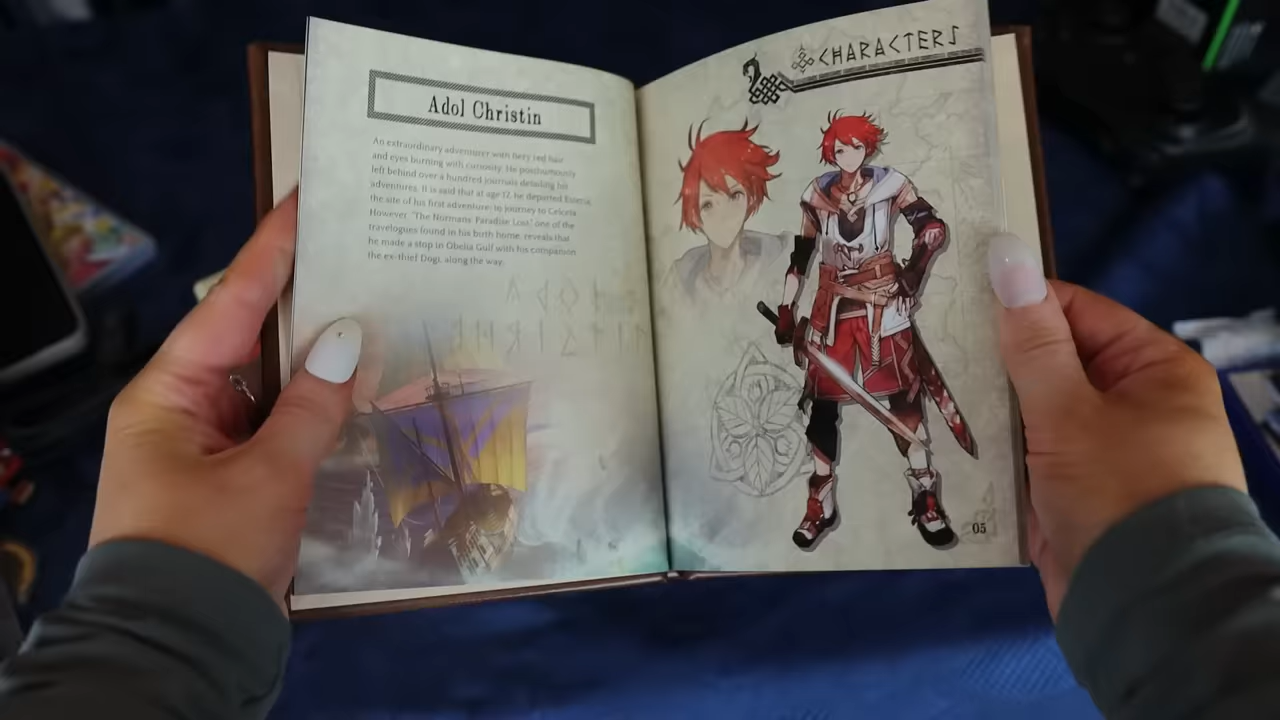 Adol Christin
An extraordinary adventurer with fiery red hair
and eyes burning with curiosity. He posthumously
left behind over a hundred journals detailing his
adventures. It is said that at age 17, he departed Esteria,
the site of his first adventure, to journey to Celceta.
However, "The Normans' Paradise Lost," one of the
travelogues found in his birth home, reveals that
he made a stop in Obelia Gulf with his companion
the ex-thief Dogi, along the way.
CHARACTERS
05